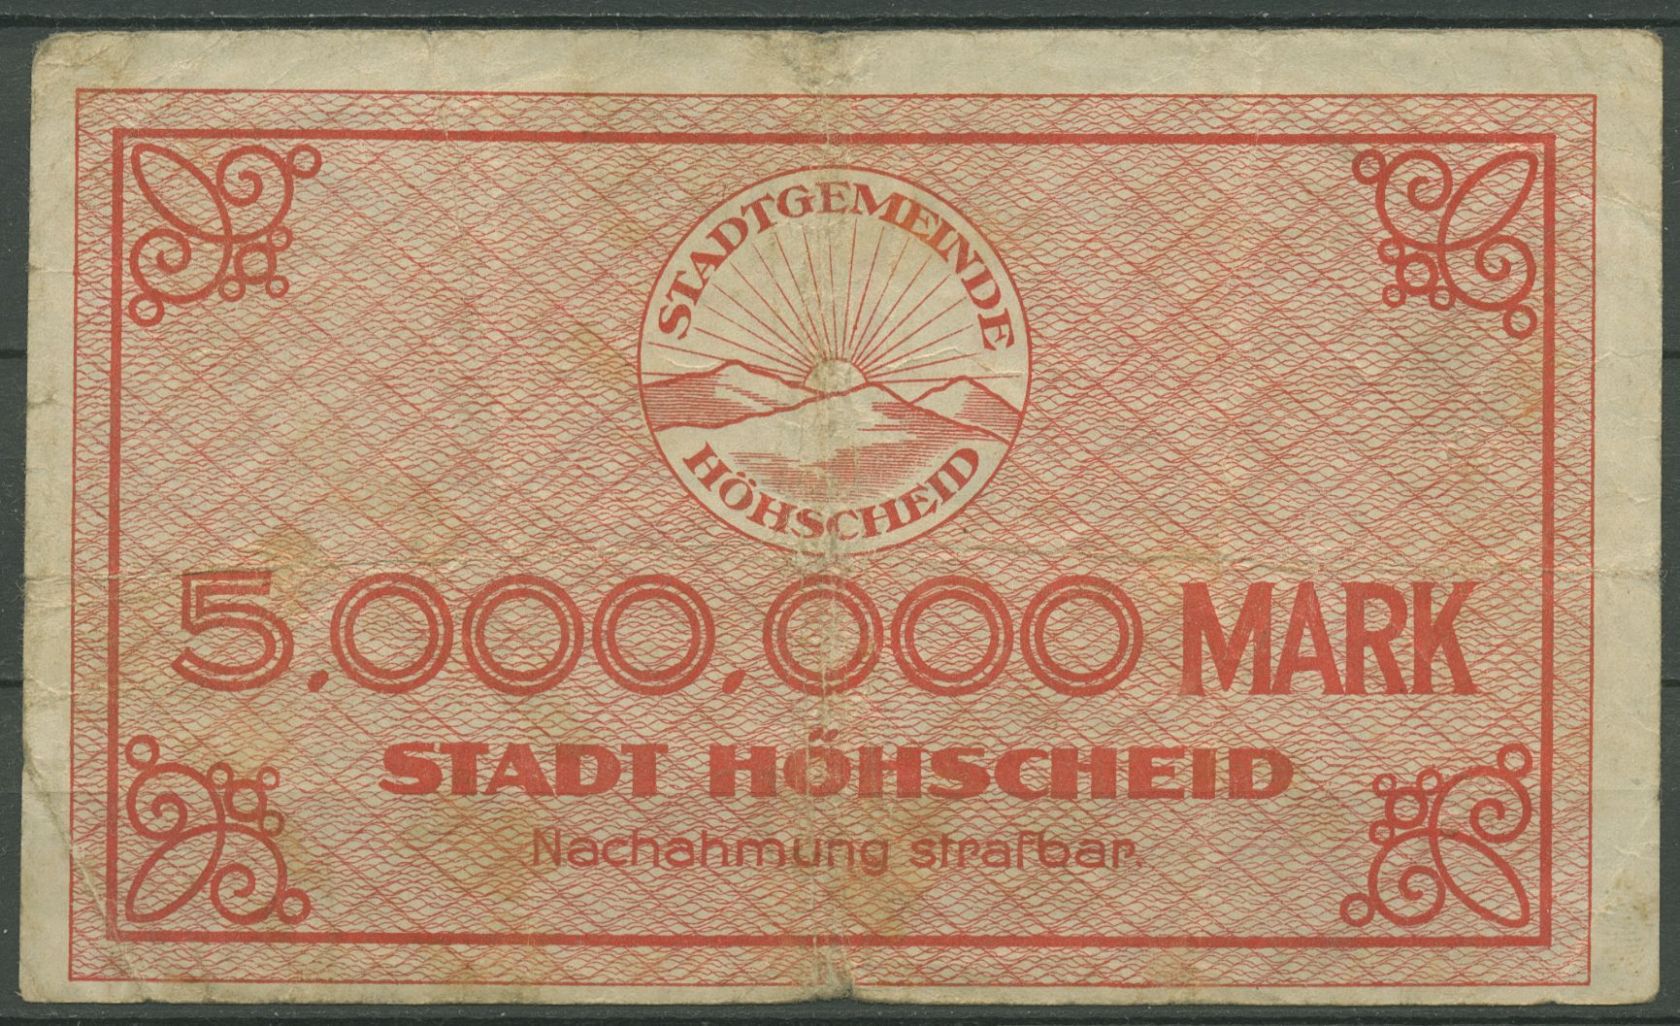 STADTGEMEINDE
HÖHSCHEID
5.000.000 MARK
STADT HÖHSCHEID
Nachahmung strafbar.